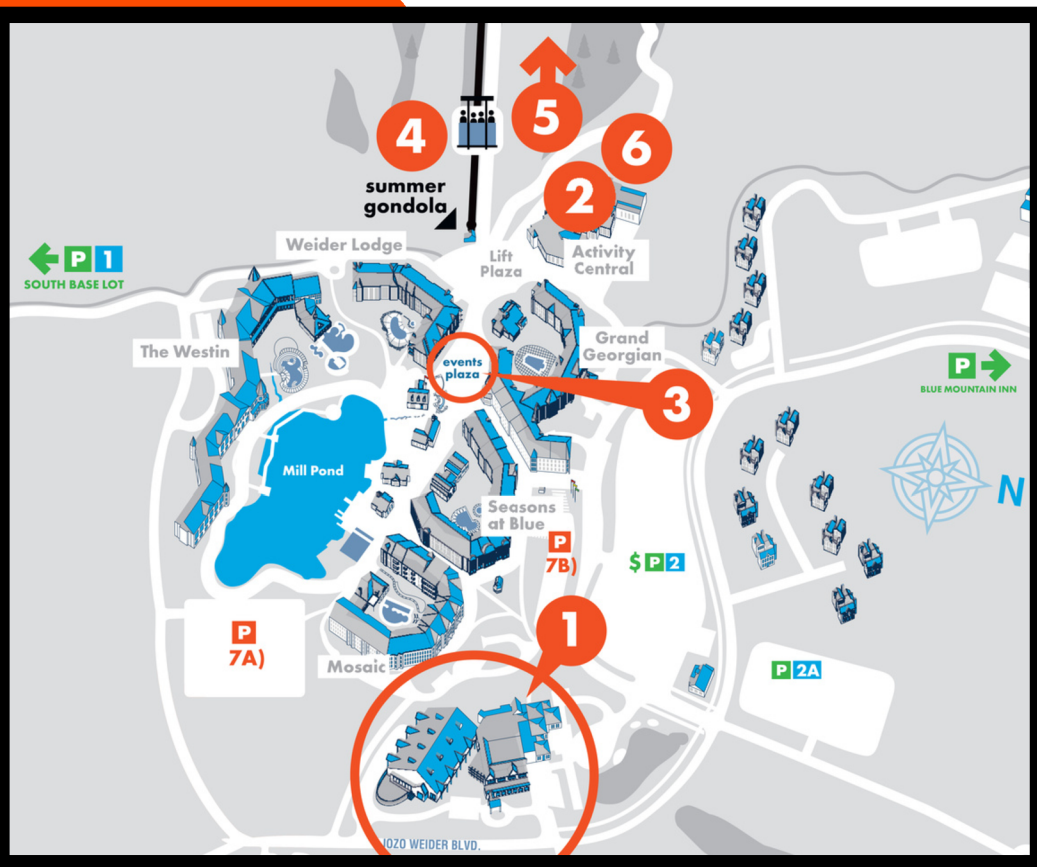 5
4
6
summer
gondola
2
Weider Lodge
Lift
Plaza
Activity
Central
P 1
SOUTH BASE LOT
The Westin
Grand
Georgian
events
plaza
P
BLUE MOUNTAIN INN
3
Mill Pond
N
Seasons
at Blue
P
7B)
$ P 2
1
P
7A)
Mosaic
P 2A
JOZO WEIDER BLVD.